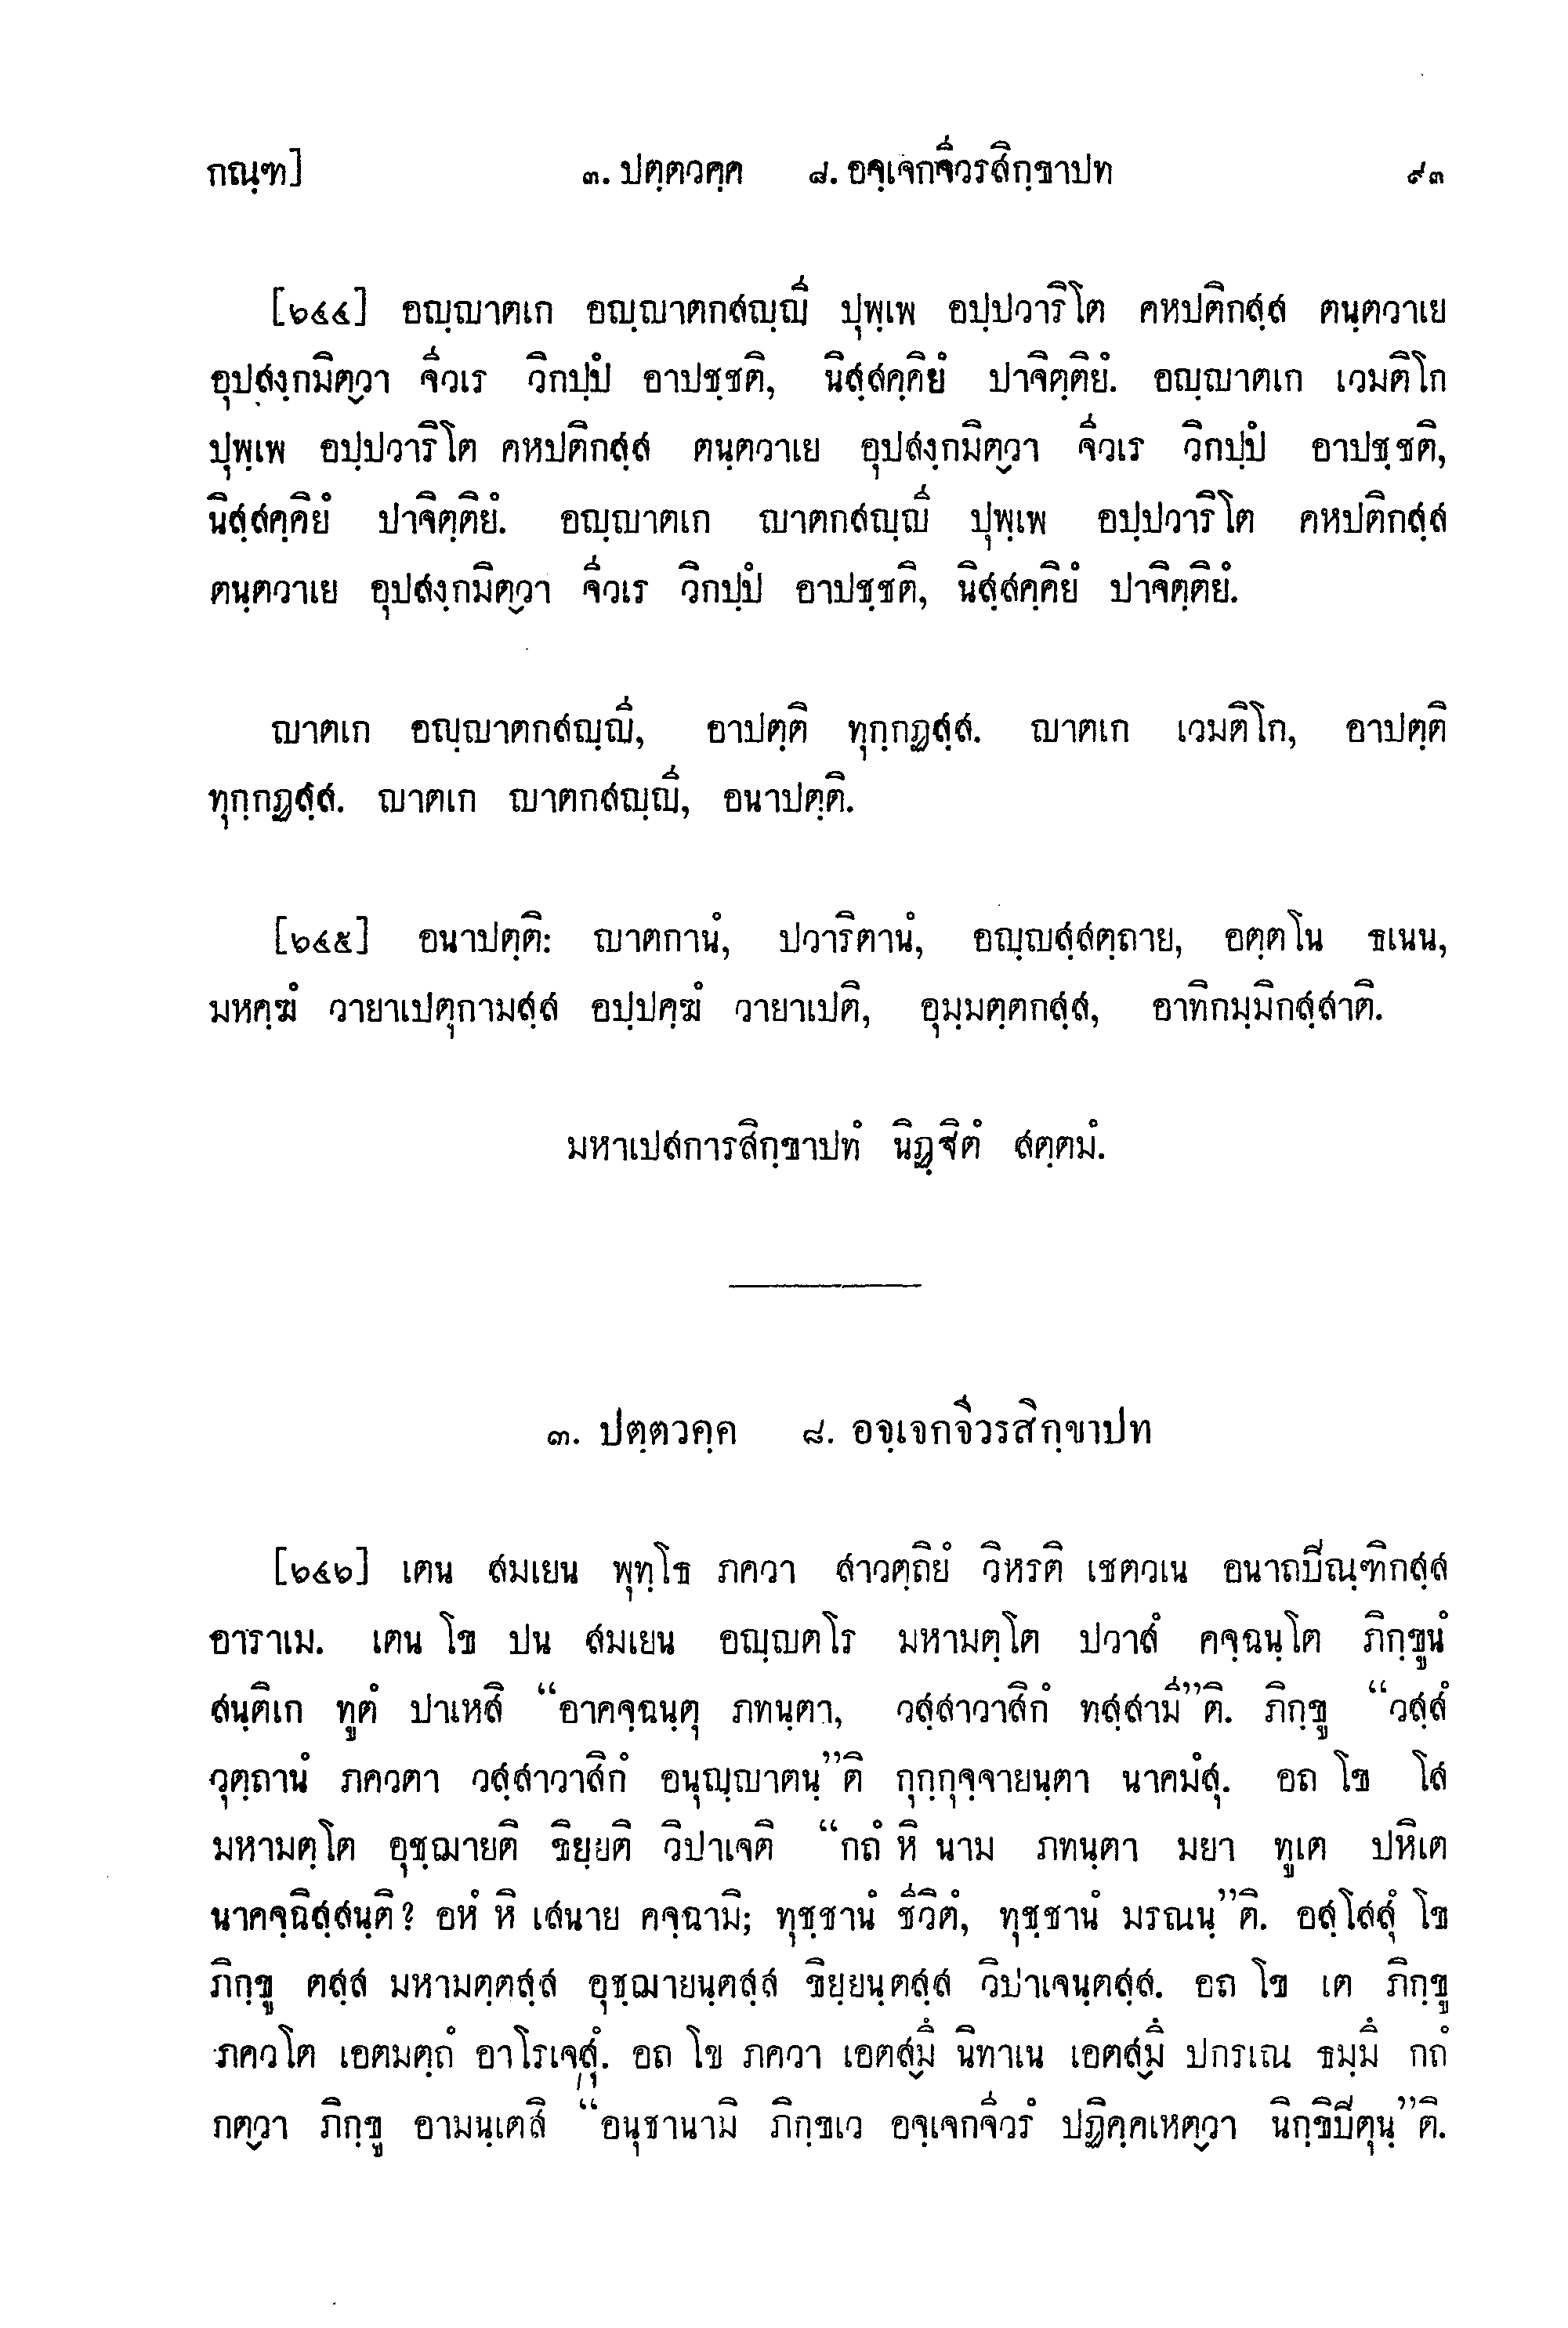 กณฺฑ] ๓. ปตฺตวคฺค ๘. อจฺเจกจีวรสิกฺขาปท ๙๓
[๖๔๔] อญฺญาตเก อญฺญาตกสญฺญี ปุพฺเพ อปฺปวาริโต คหปติกสฺส ตนฺตวาเย
อุปสงฺกมิตฺวา จีวเร วิกปฺปํ อาปชฺชติ, นิสฺสคฺคิยํ ปาจิตฺติยํ. อญฺญาตเก เวมติโก
ปุพฺเพ อปฺปวาริโต คหปติกสฺส ตนฺตวาเย อุปสงฺกมิตฺวา จีวเร วิกปฺปํ อาปชฺชติ,
นิสฺสคฺคิยํ ปาจิตฺติยํ. อญฺญาตเก ญาตกสญฺญี ปุพฺเพ อปฺปวาริโต คหปติกสฺส
ตนฺตวาเย อุปสงฺกมิตฺวา จีวเร วิกปฺปํ อาปชฺชติ, นิสฺสคฺคิยํ ปาจิตฺติยํ.
ญาตเก อญฺญาตกสญฺญี, อาปตฺติ ทุกฺกฏสฺส. ญาตเก เวมติโก, อาปตฺติ
ทุกฺกฏสฺส. ญาตเก ญาตกสญฺญี, อนาปตฺติ.
[๖๔๕] อนาปตฺติ: ญาตกานํ, ปวาริตานํ, อญฺญสฺสตฺถาย, อตฺตโน ธเนน,
มหคฺฆํ วายาเปตุกามสฺส อปฺปคฺฆํ วายาเปติ, อุมฺมตฺตกสฺส, อาทิกมฺมิกสฺสาติ.
มหาเปสการสิกฺขาปทํ นิฏฺฐิตํ สตฺตมํ.
๓. ปตฺตวคฺค ๘. อจฺเจกจีวรสิกฺขาปท
[๖๔๖] เตน สมเยน พุทฺโธ ภควา สาวตฺถิยํ วิหรติ เชตวเน อนาถปิณฺฑิกสฺส
อาราเม. เตน โข ปน สมเยน อญฺญตโร มหามตฺโต ปวาสํ คจฺฉนฺโต ภิกฺขูนํ
สนฺติเก ทูตํ ปาเหสิ “อาคจฺฉนฺตุ ภทนฺตา, วสฺสาวาสิกํ ทสฺสามี”ติ. ภิกฺขู “วสฺสํ
วุตฺถานํ ภควตา วสฺสาวาสิกํ อนุญฺญาตนฺ”ติ กุกฺกุจฺจายนฺตา นาคมํสุ. อถ โข โส
มหามตฺโต อุชฺฌายติ ขิยฺยติ วิปาเจติ “กถํ หิ นาม ภทนฺตา มยา ทูเต ปหิเต
นาคจฺฉิสฺสนฺติ? อหํ หิ เสนาย คจฺฉามิ; ทุชฺชานํ ชีวิตํ, ทุชฺชานํ มรณนฺ”ติ. อสฺโสสุํ โข
ภิกฺขู ตสฺส มหามตฺตสฺส อุชฺฌายนฺตสฺส ขิยฺยนฺตสฺส วิปาเจนฺตสฺส. อถ โข เต ภิกฺขู
ภควโต เอตมตฺถํ อาโรเจสุํ. อถ โข ภควา เอตสฺมึ นิทาเน เอตสฺมึ ปกรเณ ธมฺมึ กถํ
กตฺวา ภิกฺขู อามนฺเตสิ “อนุชานามิ ภิกฺขเว อจฺเจกจีวรํ ปฏิคฺคเหตฺวา นิกฺขิปิตุนฺ”ติ.